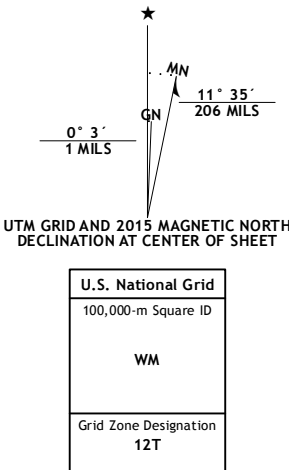 ★
MN
11° 35´
206 MILS
GN
0° 3´
1 MILS
UTM GRID AND 2015 MAGNETIC NORTH
DECLINATION AT CENTER OF SHEET
U.S. National Grid
100,000-m Square ID
WM
Grid Zone Designation
12T